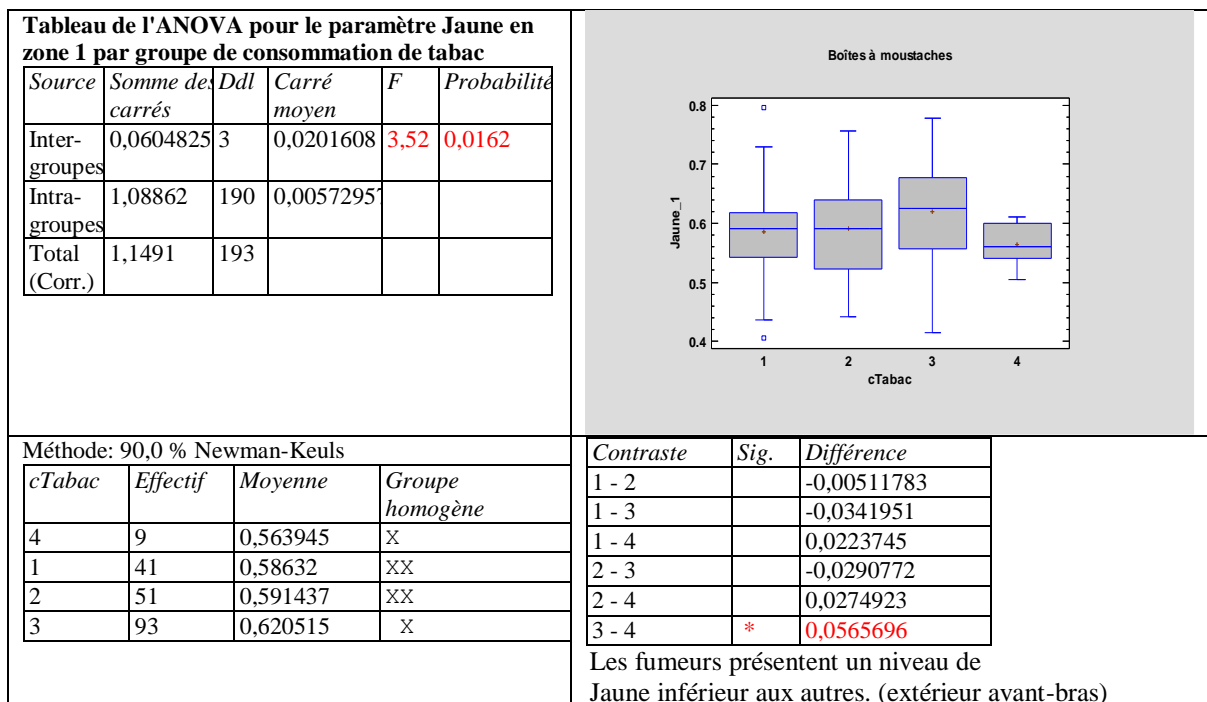 Tableau de l'ANOVA pour le paramètre Jaune en
zone 1 par groupe de consommation de tabac
Source Somme des Ddl Carré F Probabilité
carrés moyen
Inter- 0,0604825 3 0,0201608 3,52 0,0162
groupes
Intra- 1,08862 190 0,00572957
groupes
Total 1,1491 193
(Corr.)
Boîtes à moustaches
0.8
0.7
0.6
0.5
0.4
Jaune_1
1 2 3 4
cTabac
Méthode: 90,0 % Newman-Keuls
cTabac Effectif Moyenne Groupe
homogène
4 9 0,563945 X
1 41 0,58632 XX
2 51 0,591437 XX
3 93 0,620515 X
Contraste Sig. Différence
1 - 2 -0,00511783
1 - 3 -0,0341951
1 - 4 0,0223745
2 - 3 -0,0290772
2 - 4 0,0274923
3 - 4 * 0,0565696
Les fumeurs présentent un niveau de
Jaune inférieur aux autres. (extérieur avant-bras)